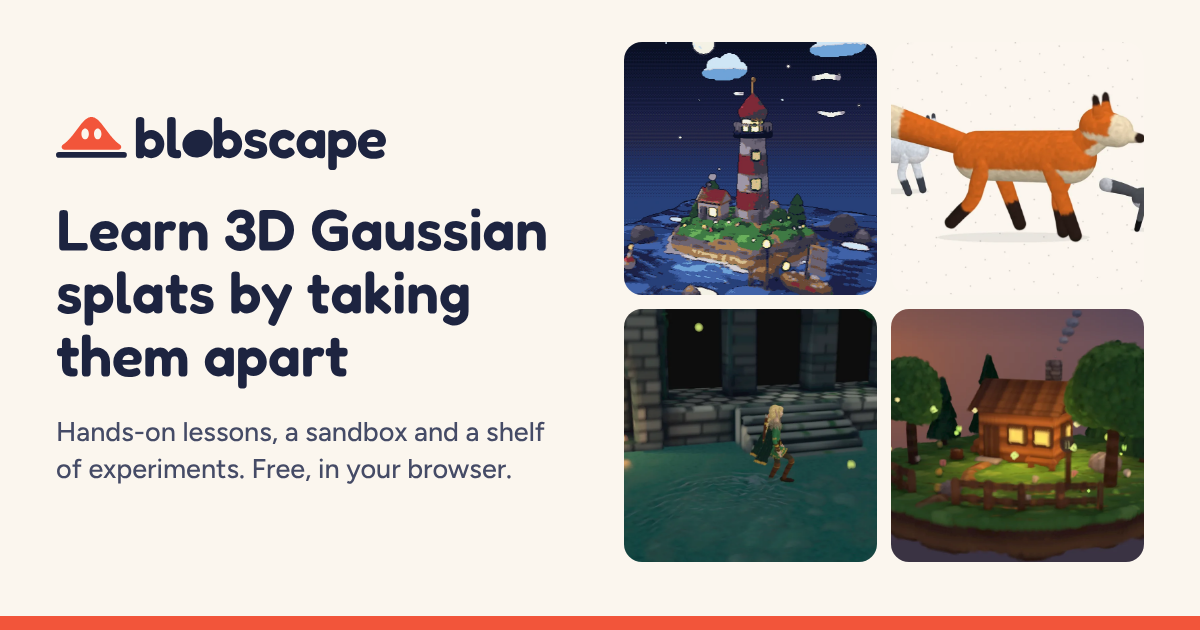 blobscape
Learn 3D Gaussian
splats by taking
them apart
Hands-on lessons, a sandbox and a shelf
of experiments. Free, in your browser.